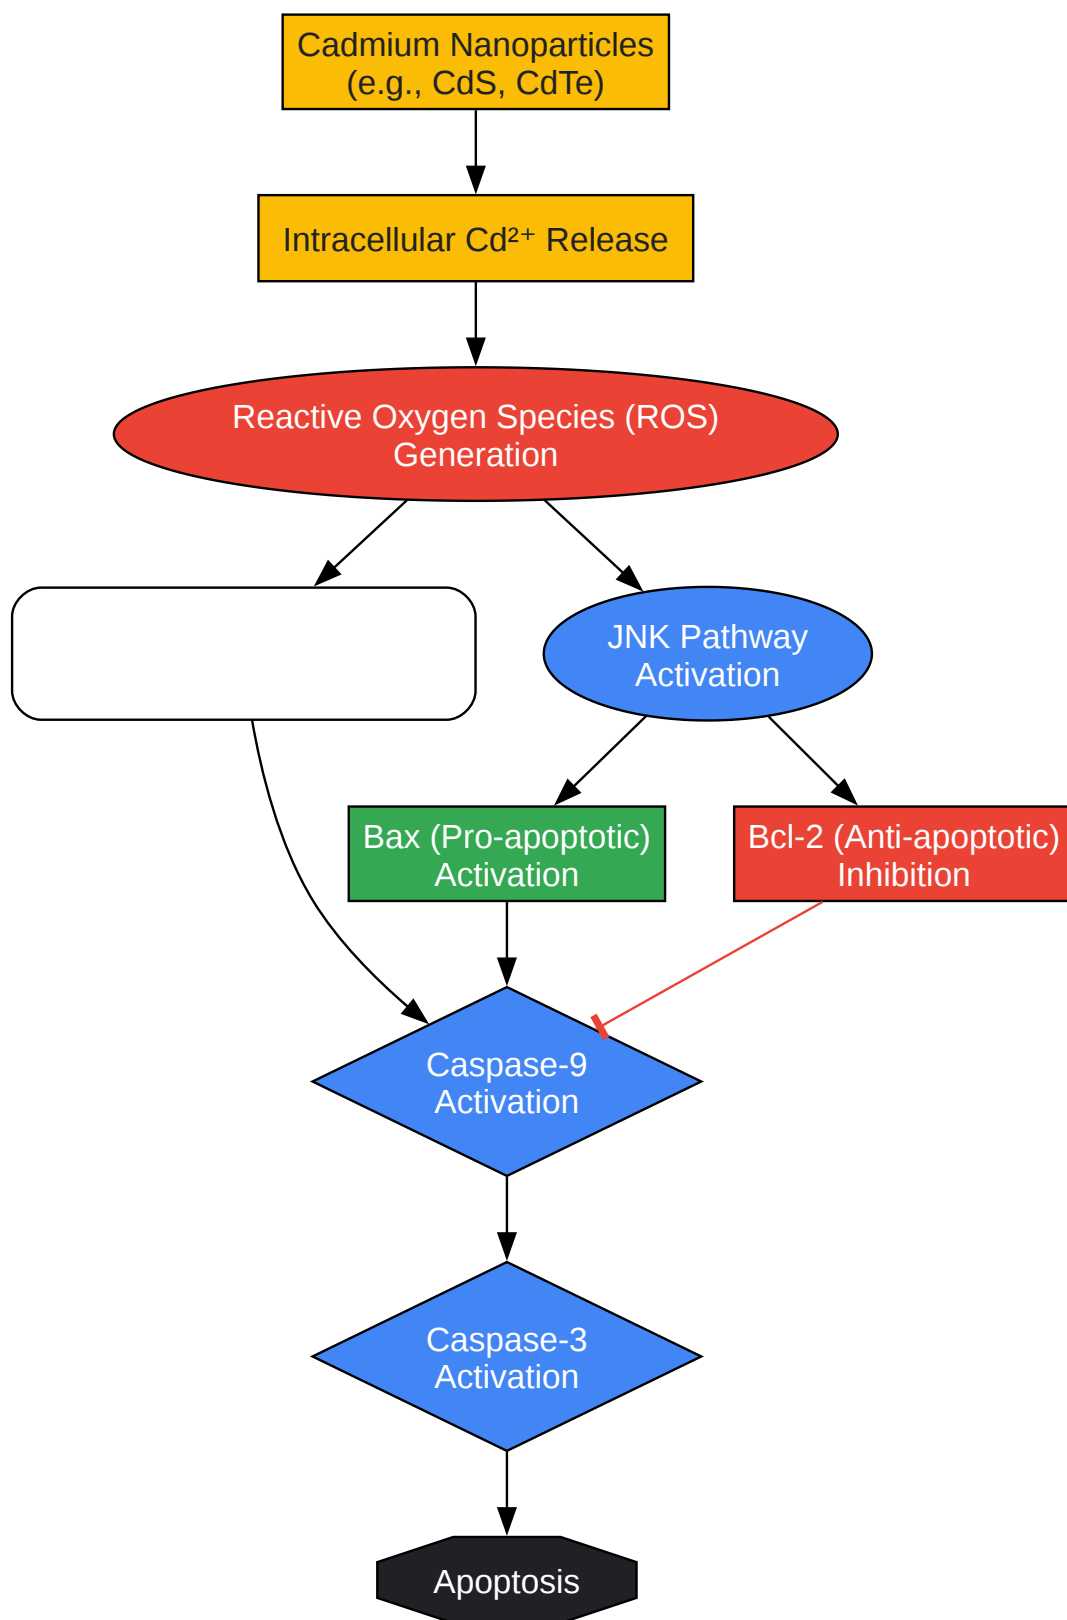 Cadmium Nanoparticles
(e.g., CdS, CdTe)
Intracellular Cd²⁺ Release
Reactive Oxygen Species (ROS)
Generation
JNK Pathway
Activation
Bax (Pro-apoptotic)
Activation
Bcl-2 (Anti-apoptotic)
Inhibition
Caspase-9
Activation
Caspase-3
Activation
Apoptosis